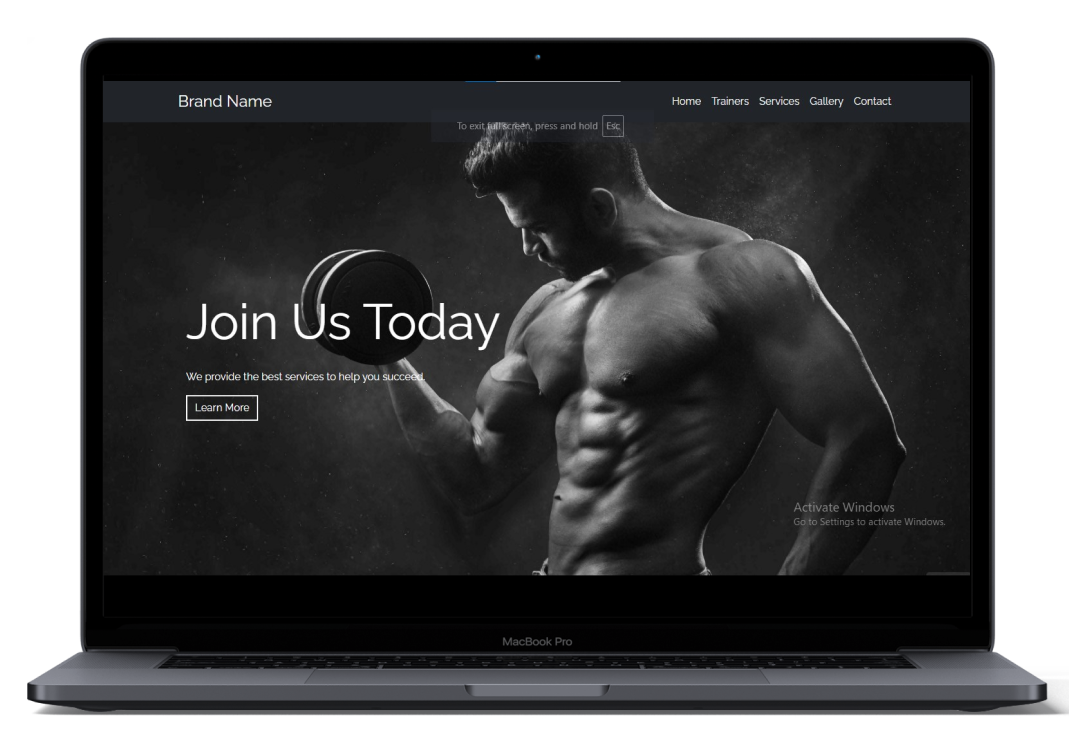 Brand Name
Home Trainers Services Gallery Contact
To exit full screen, press and hold Esc
Join Us Today
We provide the best services to help you succeed.
Learn More
Activate Windows
Go to Settings to activate Windows.
MacBook Pro